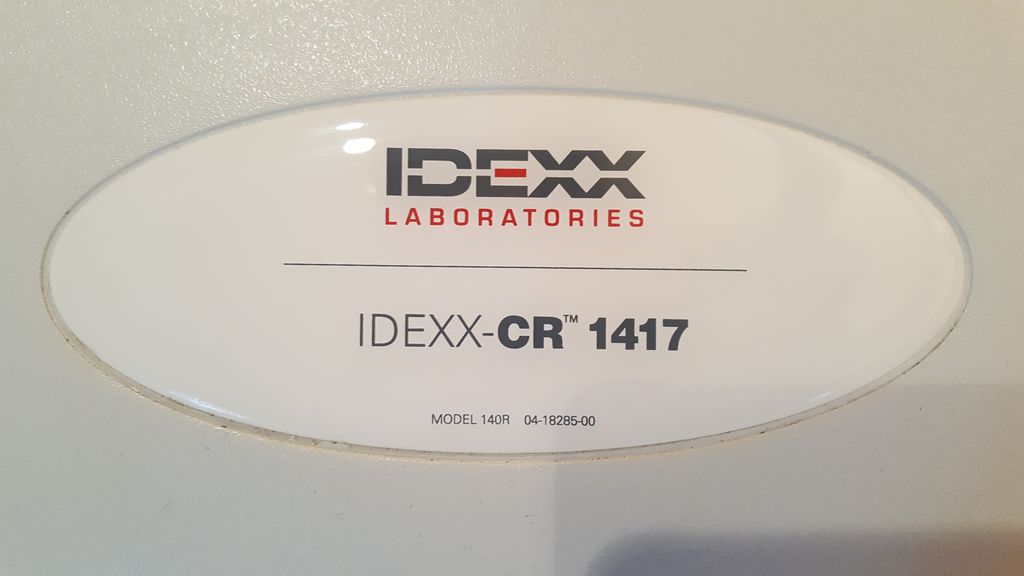 IDEXX
LABORATORIES
IDEXX-CR™ 1417
MODEL 140R 04-18285-00